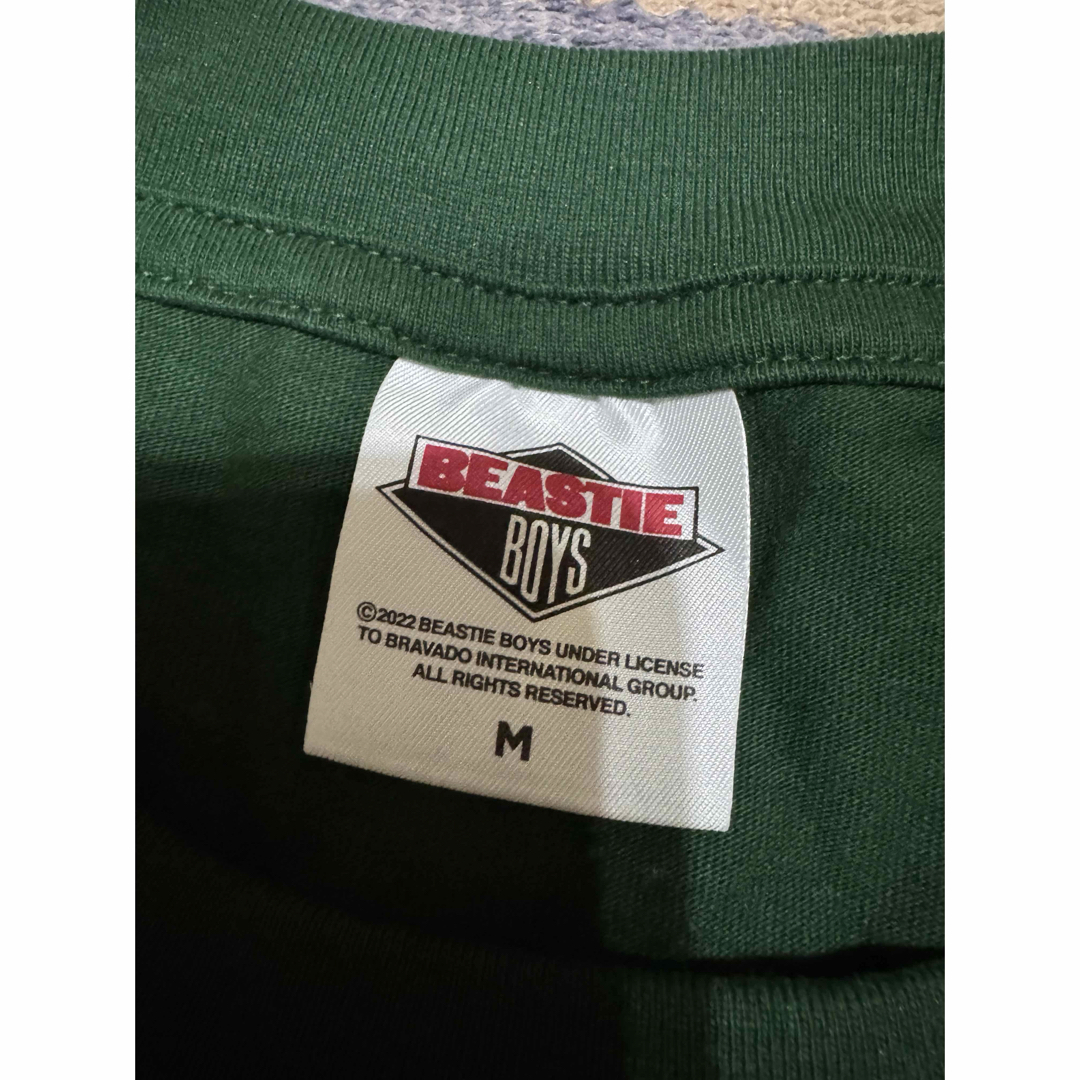 BEASTIE
BOYS
©2022 BEASTIE BOYS UNDER LICENSE
TO BRAVADO INTERNATIONAL GROUP.
ALL RIGHTS RESERVED.
M